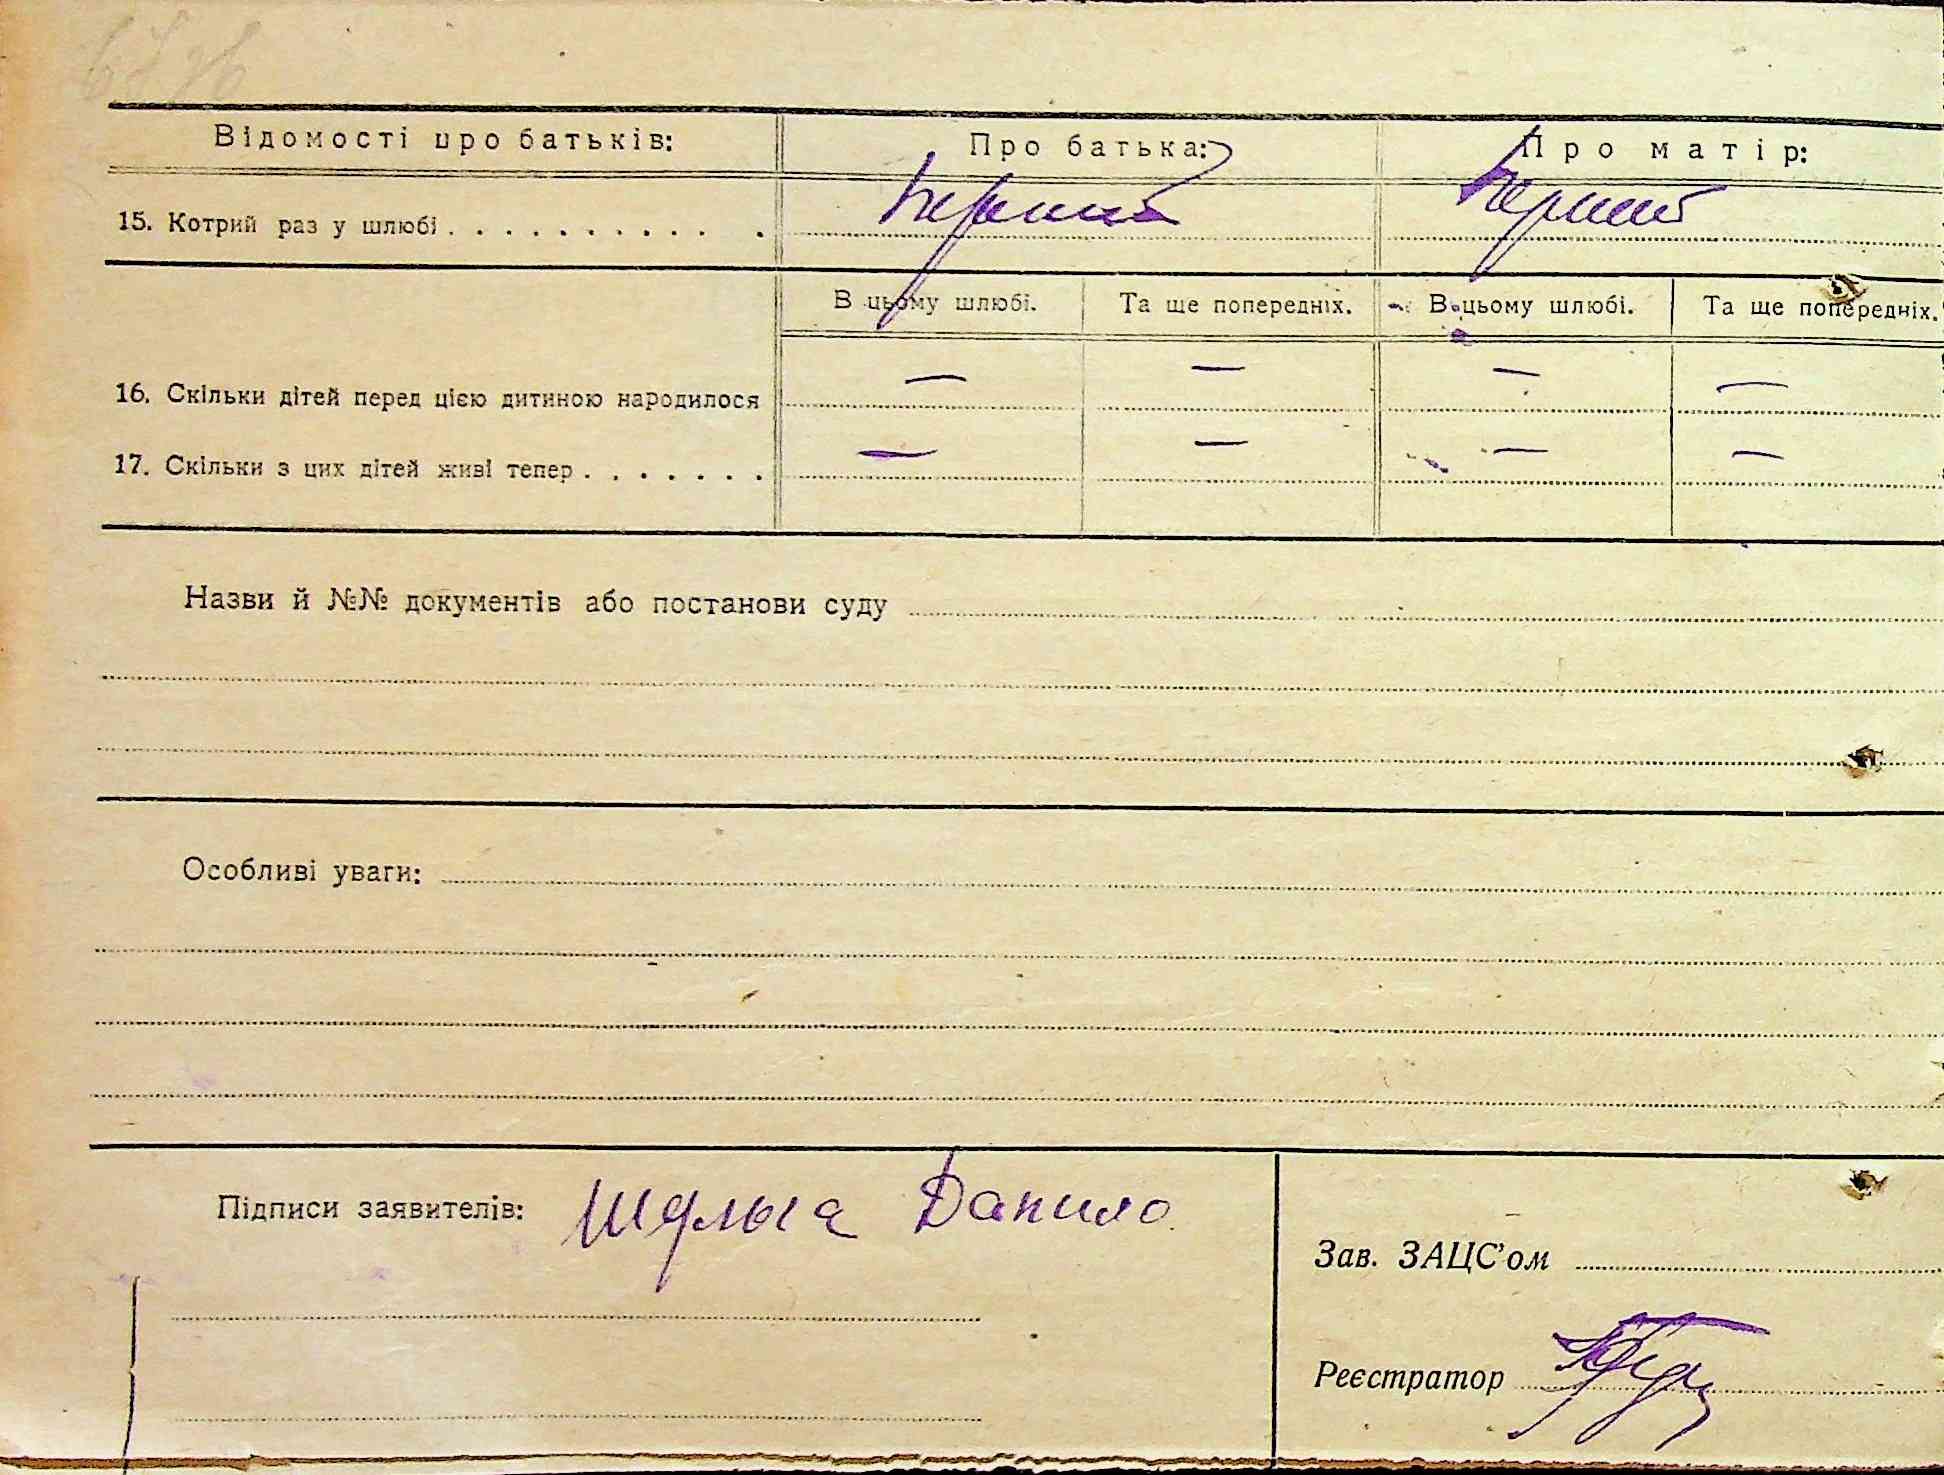 Відомості про батьків: Про батька: Про матір:
15. Котрий раз у шлюбі . . . . . . . . . . . Перший Перший
В цьому шлюбі. Та ще попередніх. В цьому шлюбі. Та ще попередніх.
16. Скільки дітей перед цією дитиною народилося — — — —
17. Скільки з цих дітей живі тепер . . . . . . . — — — —
Назви й №№ документів або постанови суду
Особливі уваги:
Підписи заявителів: Данило
Зав. ЗАЦС'ом
Реєстратор